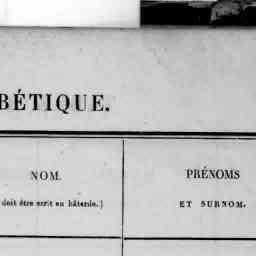 BÉTIQUE.
NOM.
doit être écrit en bâtarde.)
PRÉNOMS
ET SURNOM.